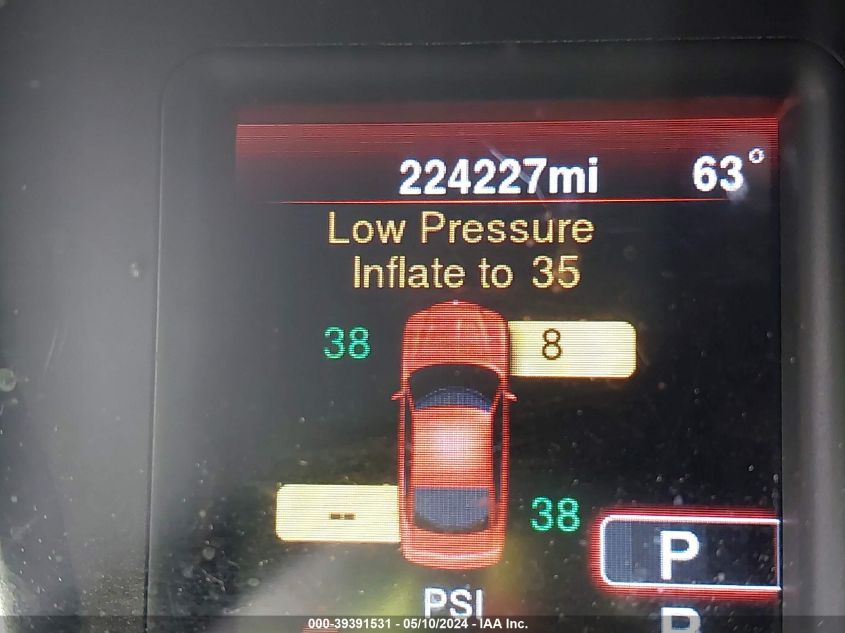 224227mi 63°
Low Pressure
Inflate to 35
38 8
-- 38
P
PSI
000-39391531 - 05/10/2024 - IAA Inc.